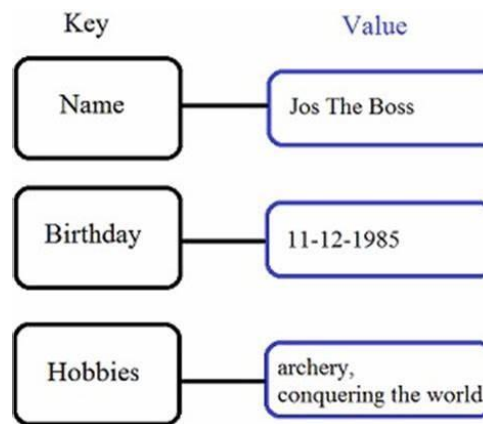 Key Value
Name Jos The Boss
Birthday 11-12-1985
Hobbies archery,
conquering the world